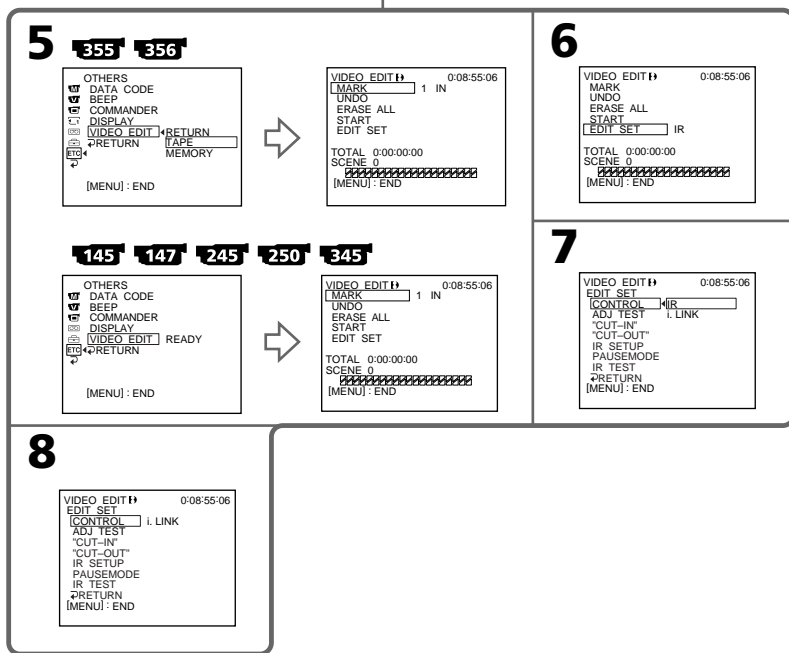 5
355 356
OTHERS
DATA CODE
BEEP
COMMANDER
DISPLAY
VIDEO EDIT RETURN
RETURN TAPE
ETC MEMORY
[MENU] : END
VIDEO EDIT 0:08:55:06
MARK 1 IN
UNDO
ERASE ALL
START
EDIT SET
TOTAL 0:00:00:00
SCENE 0
[MENU] : END
145 147 245 250 345
OTHERS
DATA CODE
BEEP
COMMANDER
DISPLAY
VIDEO EDIT READY
ETC RETURN
[MENU] : END
VIDEO EDIT 0:08:55:06
MARK 1 IN
UNDO
ERASE ALL
START
EDIT SET
TOTAL 0:00:00:00
SCENE 0
[MENU] : END
6
VIDEO EDIT 0:08:55:06
MARK
UNDO
ERASE ALL
START
EDIT SET IR
TOTAL 0:00:00:00
SCENE 0
[MENU] : END
7
VIDEO EDIT 0:08:55:06
EDIT SET
CONTROL IR
ADJ TEST i. LINK
"CUT–IN"
"CUT–OUT"
IR SETUP
PAUSEMODE
IR TEST
RETURN
[MENU] : END
8
VIDEO EDIT 0:08:55:06
EDIT SET
CONTROL i. LINK
ADJ TEST
"CUT–IN"
"CUT–OUT"
IR SETUP
PAUSEMODE
IR TEST
RETURN
[MENU] : END